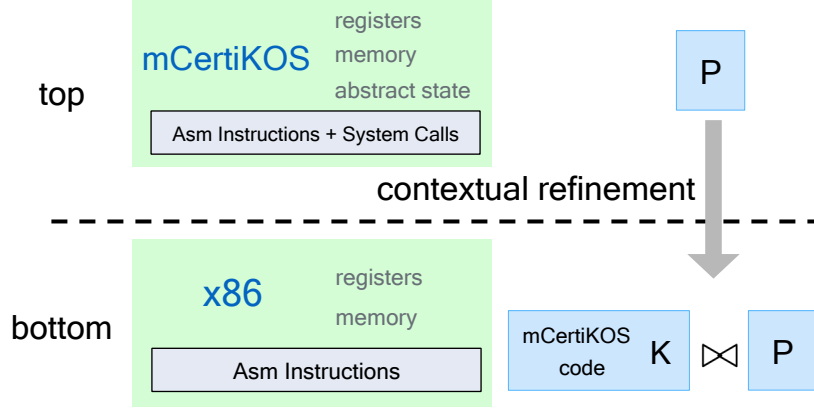 top
mCertiKOS
registers
memory
abstract state
Asm Instructions + System Calls
P
contextual refinement
bottom
x86
registers
memory
Asm Instructions
mCertiKOS
code
K
⋈
P